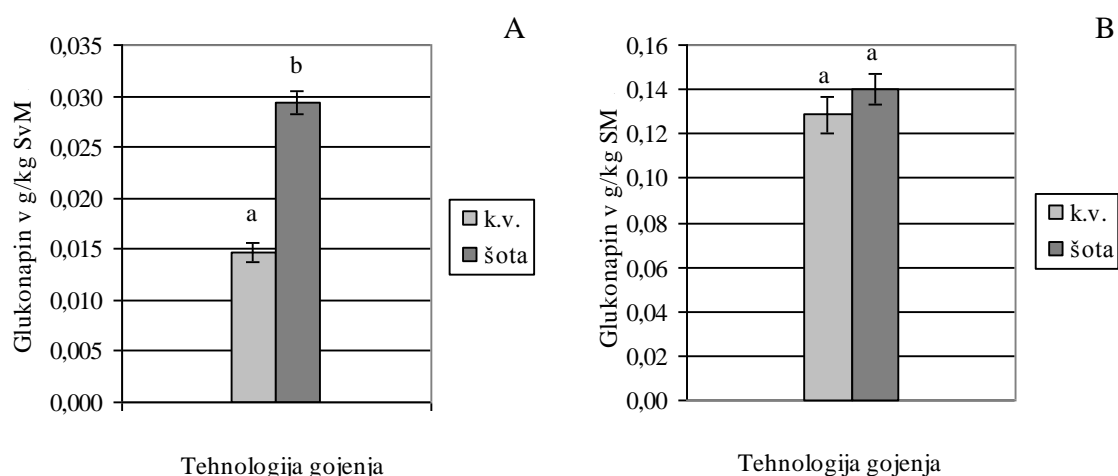 A
Glukonapin v g/kg SvM
0,035
0,030
0,025
0,020
0,015
0,010
0,005
0,000
a
b
k.v.
šota
Tehnologija gojenja
B
Glukonapin v g/kg SM
0,16
0,14
0,12
0,10
0,08
0,06
0,04
0,02
0,00
a
a
k.v.
šota
Tehnologija gojenja